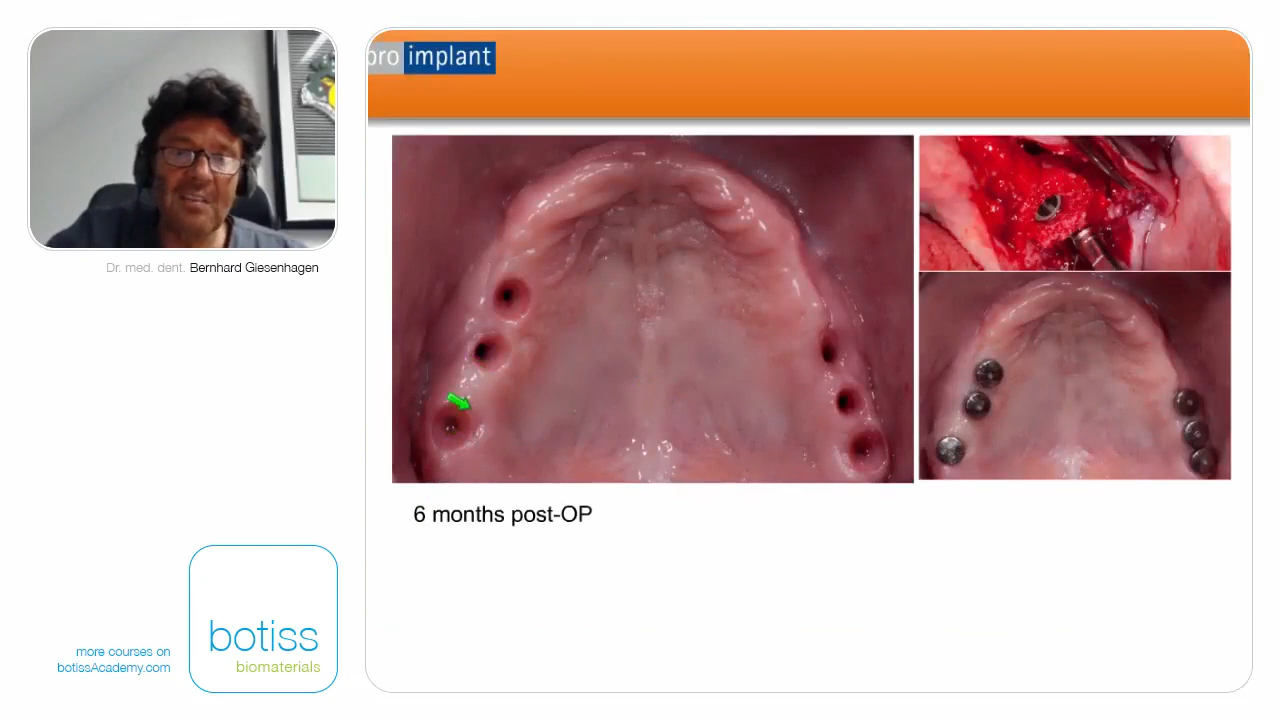 pro implant
Dr. med. dent. Bernhard Giesenhagen
6 months post-OP
botiss
biomaterials
more courses on
botissAcademy.com